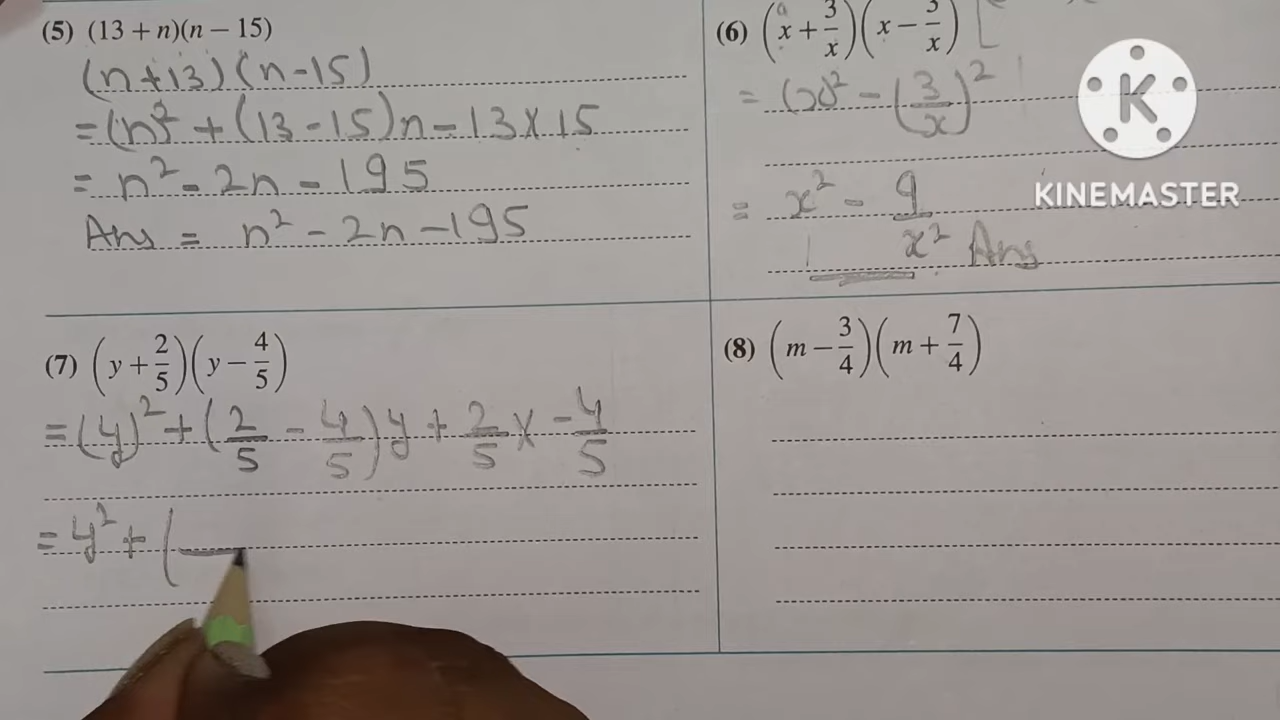 (5) (13 + n)(n − 15)
(n+13)(n-15)
= (n)² + (13 - 15)n - 13 × 15
= n² - 2n - 195
Ans = n² - 2n - 195
(6) (x + 3/x)(x − 3/x)
= (x)² - (3/x)²
= x² - 9/x² Ans
KINEMASTER
(7) (y + 2/5)(y − 4/5)
= (y)² + (2/5 - 4/5)y + 2/5 × -4/5
= y² + (
(8) (m − 3/4)(m + 7/4)